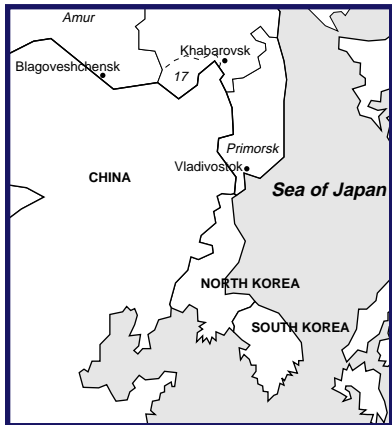 Amur
Khabarovsk
Blagoveshchensk
17
Primorsk
Vladivostok
CHINA
Sea of Japan
NORTH KOREA
SOUTH KOREA